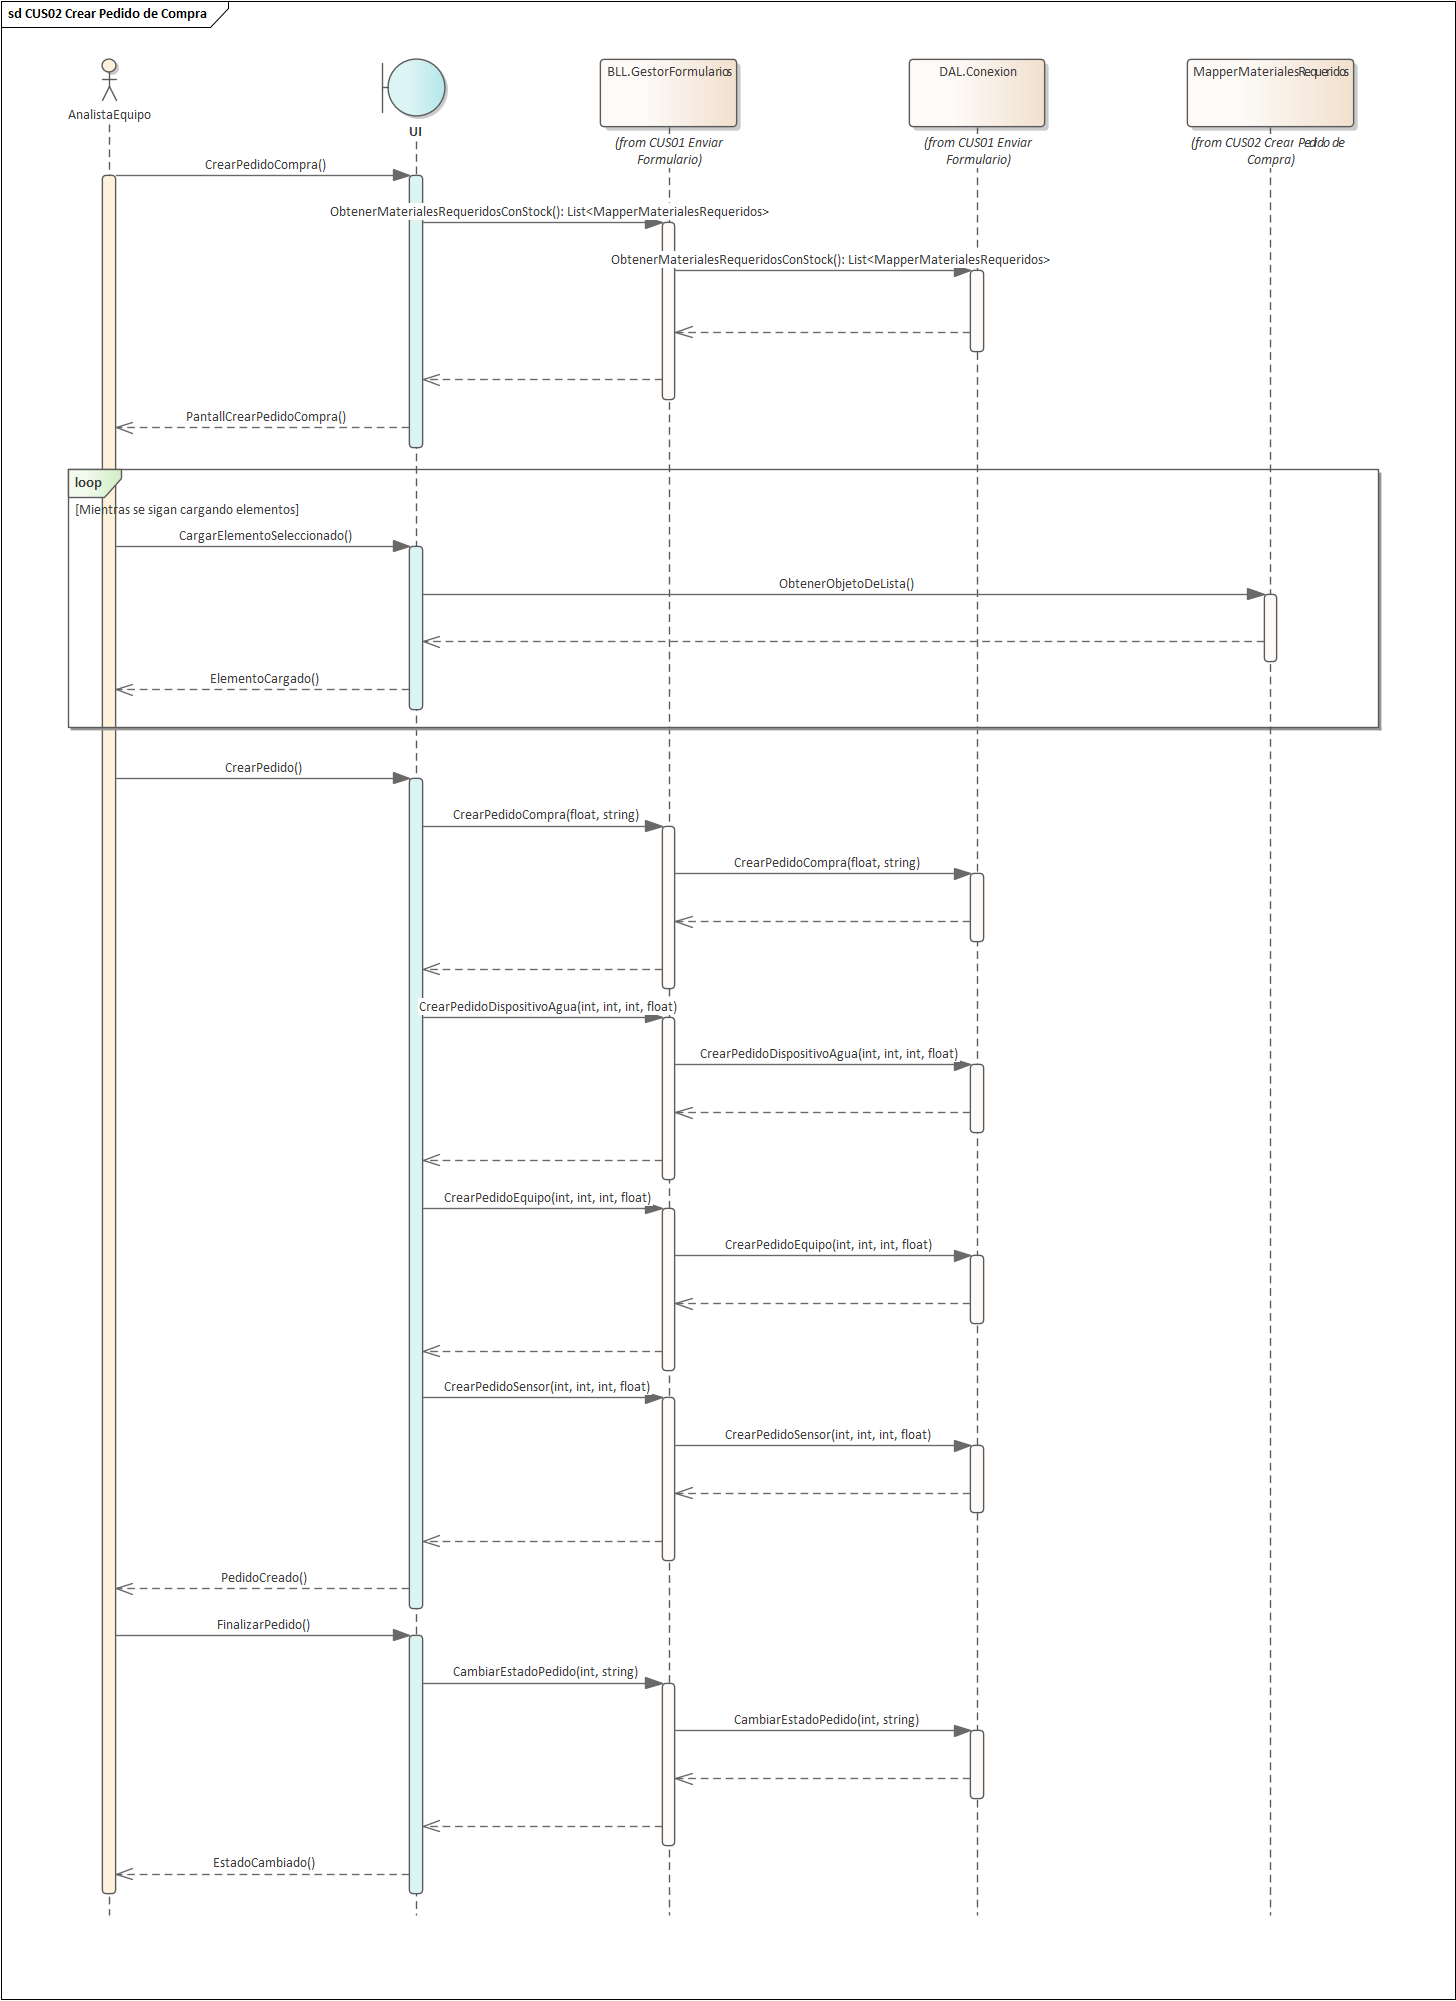 sd CUS02 Crear Pedido de Compra
AnalistaEquipo
UI
BLL.GestorFormularios
(from CUS01 Enviar
Formulario)
DAL.Conexion
(from CUS01 Enviar
Formulario)
MapperMaterialesRequeridos
(from CUS02 Crear Pedido de
Compra)
CrearPedidoCompra()
ObtenerMaterialesRequeridosConStock(): List<MapperMaterialesRequeridos>
ObtenerMaterialesRequeridosConStock(): List<MapperMaterialesRequeridos>
PantallCrearPedidoCompra()
loop
[Mientras se sigan cargando elementos]
CargarElementoSeleccionado()
ObtenerObjetoDeLista()
ElementoCargado()
CrearPedido()
CrearPedidoCompra(float, string)
CrearPedidoCompra(float, string)
CrearPedidoDispositivoAgua(int, int, int, float)
CrearPedidoDispositivoAgua(int, int, int, float)
CrearPedidoEquipo(int, int, int, float)
CrearPedidoEquipo(int, int, int, float)
CrearPedidoSensor(int, int, int, float)
CrearPedidoSensor(int, int, int, float)
PedidoCreado()
FinalizarPedido()
CambiarEstadoPedido(int, string)
CambiarEstadoPedido(int, string)
EstadoCambiado()